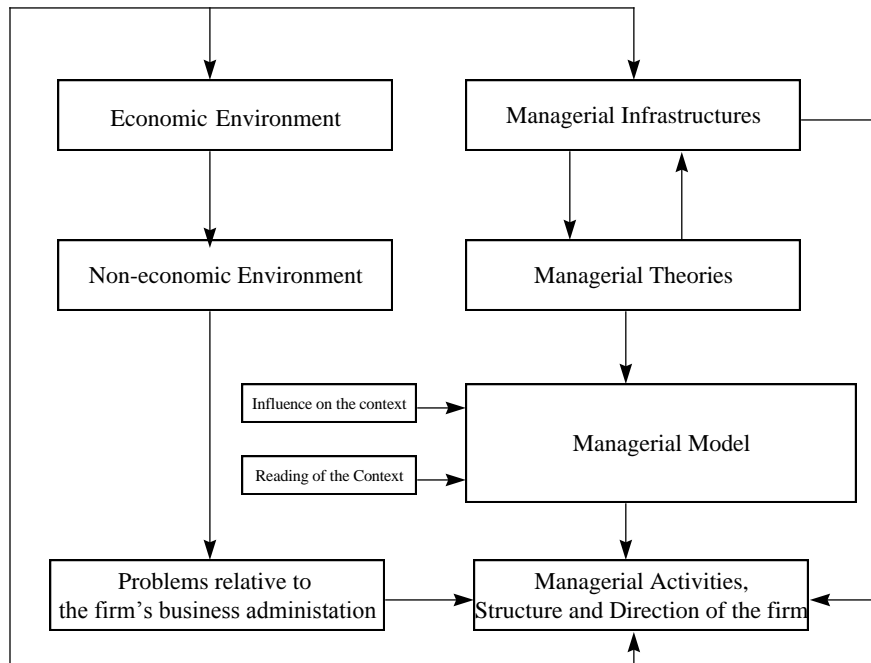 Economic Environment
Managerial Infrastructures
Non-economic Environment
Managerial Theories
Influence on the context
Managerial Model
Reading of the Context
Problems relative to
the firm's business administation
Managerial Activities,
Structure and Direction of the firm